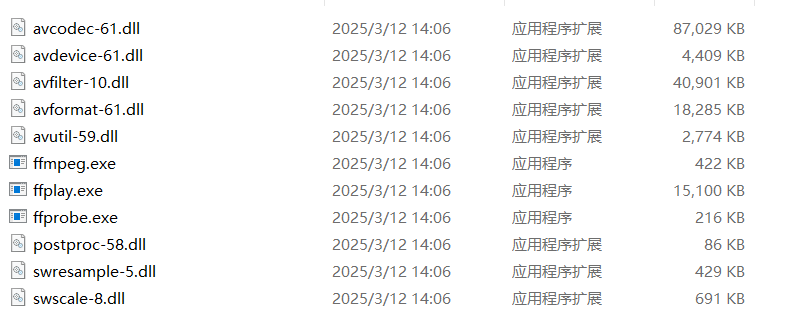 avcodec-61.dll 2025/3/12 14:06 应用程序扩展 87,029 KB
avdevice-61.dll 2025/3/12 14:06 应用程序扩展 4,409 KB
avfilter-10.dll 2025/3/12 14:06 应用程序扩展 40,901 KB
avformat-61.dll 2025/3/12 14:06 应用程序扩展 18,285 KB
avutil-59.dll 2025/3/12 14:06 应用程序扩展 2,774 KB
ffmpeg.exe 2025/3/12 14:06 应用程序 422 KB
ffplay.exe 2025/3/12 14:06 应用程序 15,100 KB
ffprobe.exe 2025/3/12 14:06 应用程序 216 KB
postproc-58.dll 2025/3/12 14:06 应用程序扩展 86 KB
swresample-5.dll 2025/3/12 14:06 应用程序扩展 429 KB
swscale-8.dll 2025/3/12 14:06 应用程序扩展 691 KB